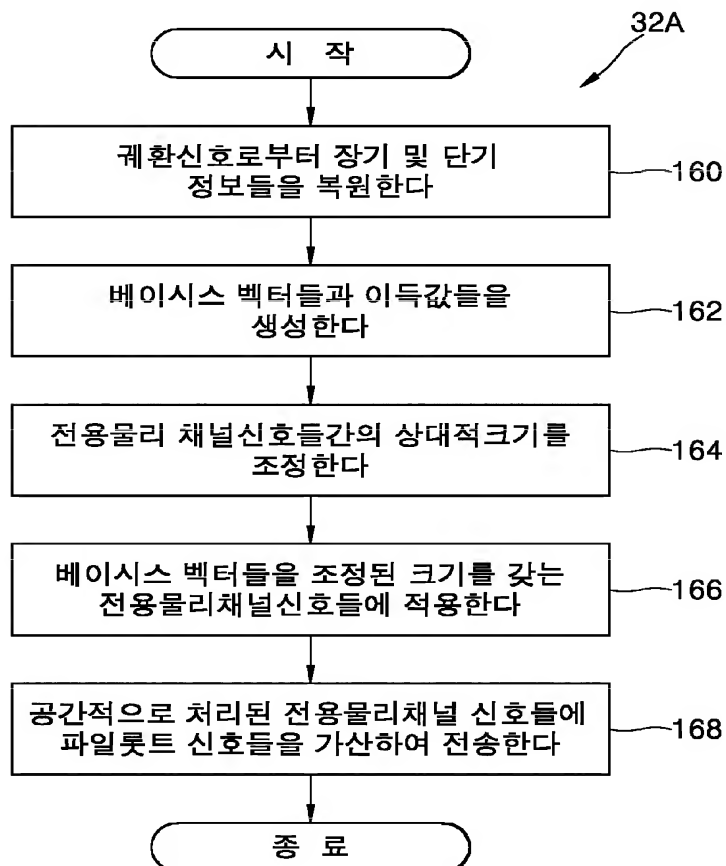 32A
시 작
궤환신호로부터 장기 및 단기
정보들을 복원한다
160
베이시스 벡터들과 이득값들을
생성한다
162
전용물리 채널신호들간의 상대적크기를
조정한다
164
베이시스 벡터들을 조정된 크기를 갖는
전용물리채널신호들에 적용한다
166
공간적으로 처리된 전용물리채널 신호들에
파일롯트 신호들을 가산하여 전송한다
168
종 료